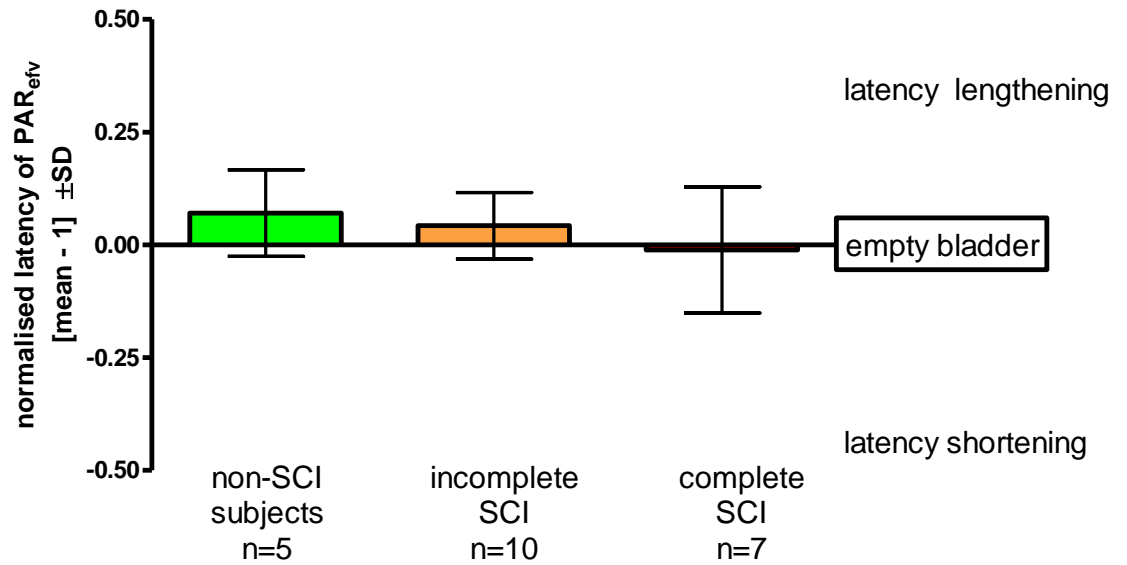 normalised latency of PARefv
[mean - 1] ±SD
0.50
0.25
0.00
-0.25
-0.50
latency lengthening
empty bladder
latency shortening
non-SCI
subjects
n=5
incomplete
SCI
n=10
complete
SCI
n=7